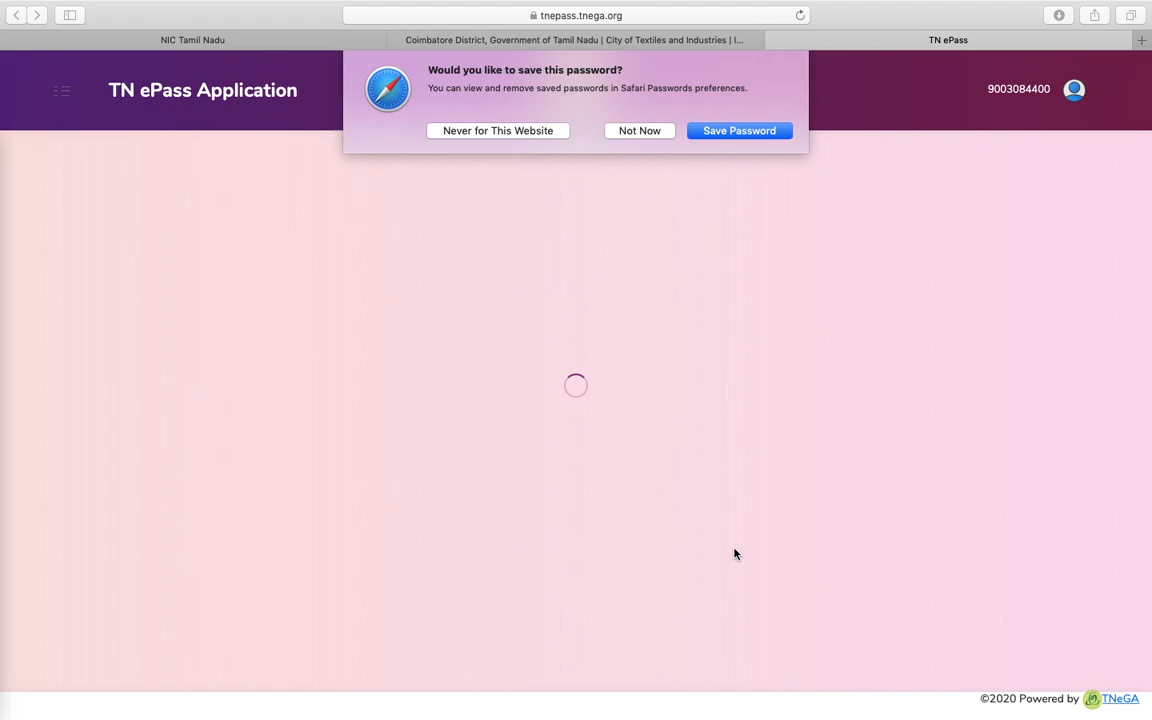 tnepass.tnega.org
NIC Tamil Nadu
Coimbatore District, Government of Tamil Nadu | City of Textiles and Industries | I...
TN ePass
Would you like to save this password?
You can view and remove saved passwords in Safari Passwords preferences.
Never for This Website
Not Now
Save Password
TN ePass Application
9003084400
©2020 Powered by TNeGA